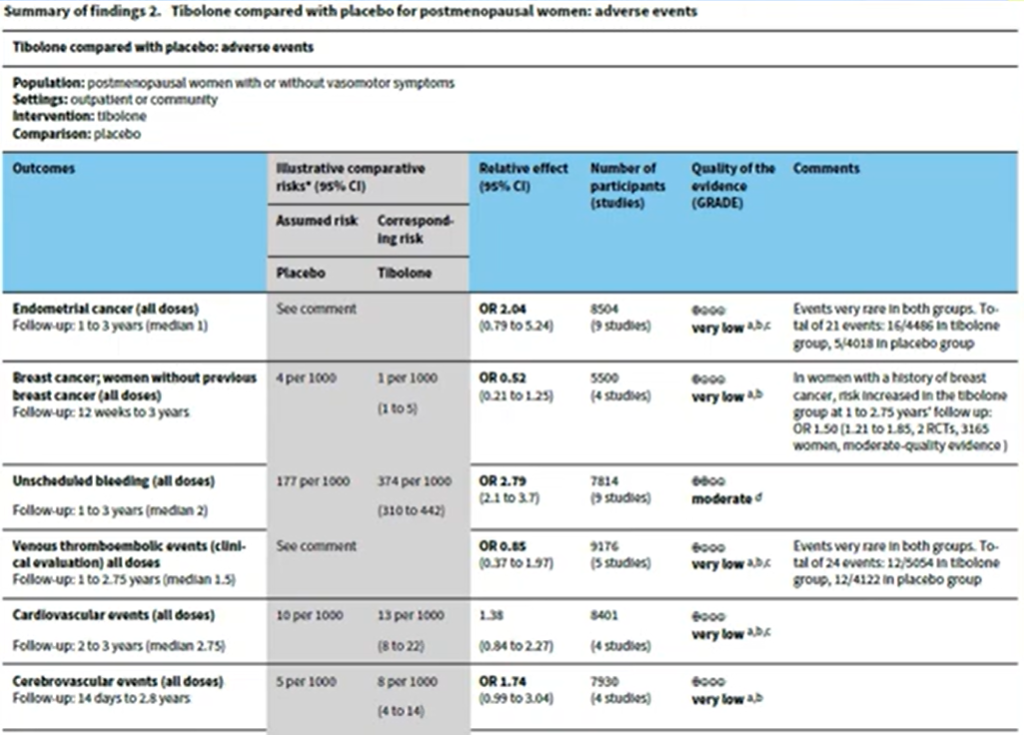 Summary of findings 2. Tibolone compared with placebo for postmenopausal women: adverse events
Tibolone compared with placebo: adverse events
Population: postmenopausal women with or without vasomotor symptoms
Settings: outpatient or community
Intervention: tibolone
Comparison: placebo
Outcomes
Illustrative comparative
risks* (95% CI)
Relative effect
(95% CI)
Number of
participants
(studies)
Quality of the
evidence
(GRADE)
Comments
Assumed risk
Correspond-
ing risk
Placebo
Tibolone
Endometrial cancer (all doses)
Follow-up: 1 to 3 years (median 1)
See comment
OR 2.04
(0.79 to 5.24)
8504
(9 studies)
⊕⊝⊝⊝
very low a,b,c
Events very rare in both groups. To-
tal of 21 events: 16/4486 in tibolone
group, 5/4018 in placebo group
Breast cancer; women without previous
breast cancer (all doses)
Follow-up: 12 weeks to 3 years
4 per 1000
1 per 1000
(1 to 5)
OR 0.52
(0.21 to 1.25)
5500
(4 studies)
⊕⊝⊝⊝
very low a,b
In women with a history of breast
cancer, risk increased in the tibolone
group at 1 to 2.75 years' follow up:
OR 1.50 (1.21 to 1.85, 2 RCTs, 3165
women, moderate-quality evidence )
Unscheduled bleeding (all doses)
Follow-up: 1 to 3 years (median 2)
177 per 1000
374 per 1000
(310 to 442)
OR 2.79
(2.1 to 3.7)
7814
(9 studies)
moderate d
Venous thromboembolic events (clini-
cal evaluation) all doses
Follow-up: 1 to 2.75 years (median 1.5)
See comment
OR 0.85
(0.37 to 1.97)
9176
(5 studies)
⊕⊝⊝⊝
very low a,b,c
Events very rare in both groups. To-
tal of 24 events: 12/5054 in tibolone
group, 12/4122 in placebo group
Cardiovascular events (all doses)
Follow-up: 2 to 3 years (median 2.75)
10 per 1000
13 per 1000
(8 to 22)
1.38
(0.84 to 2.27)
8401
(4 studies)
⊕⊝⊝⊝
very low a,b,c
Cerebrovascular events (all doses)
Follow-up: 14 days to 2.8 years
5 per 1000
8 per 1000
(4 to 14)
OR 1.74
(0.99 to 3.04)
7930
(4 studies)
⊕⊝⊝⊝
very low a,b